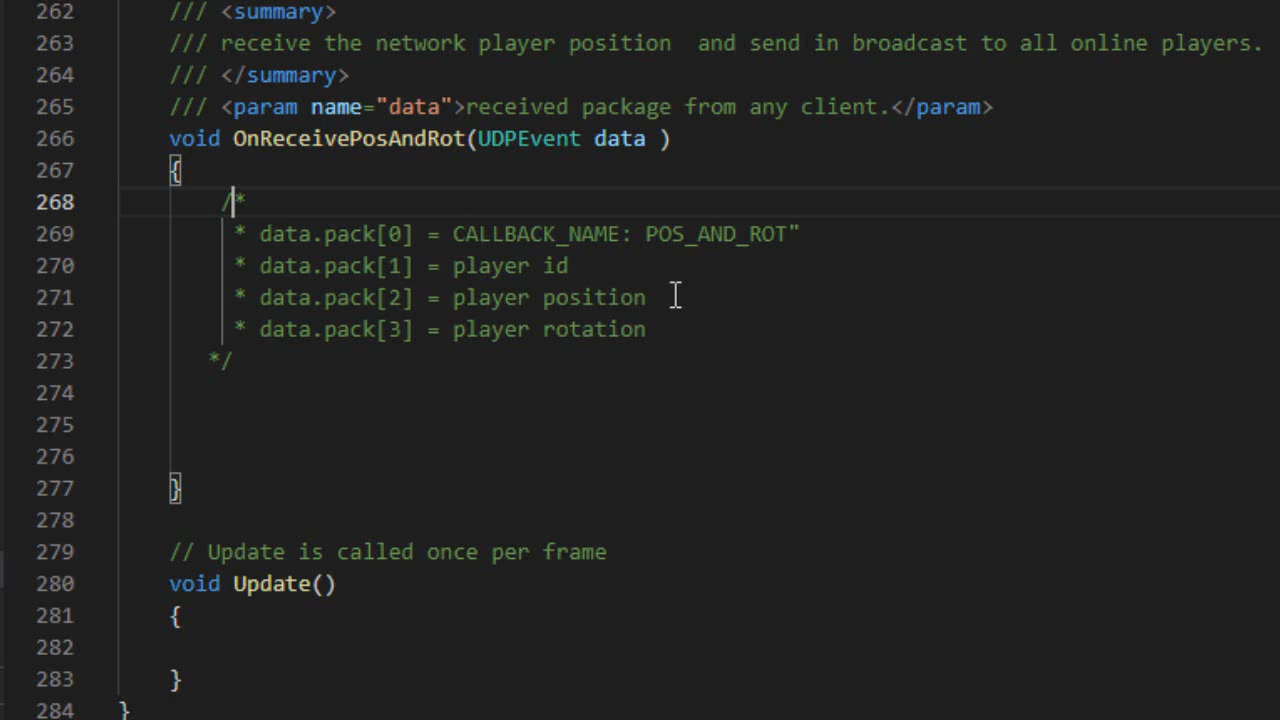 262 /// <summary>
263 /// receive the network player position  and send in broadcast to all online players.
264 /// </summary>
265 /// <param name="data">received package from any client.</param>
266 void OnReceivePosAndRot(UDPEvent data )
267 {
268 /*
269 * data.pack[0] = CALLBACK_NAME: POS_AND_ROT"
270 * data.pack[1] = player id
271 * data.pack[2] = player position
272 * data.pack[3] = player rotation
273 */
274
275
276
277 }
278
279 // Update is called once per frame
280 void Update()
281 {
282
283 }
284 }